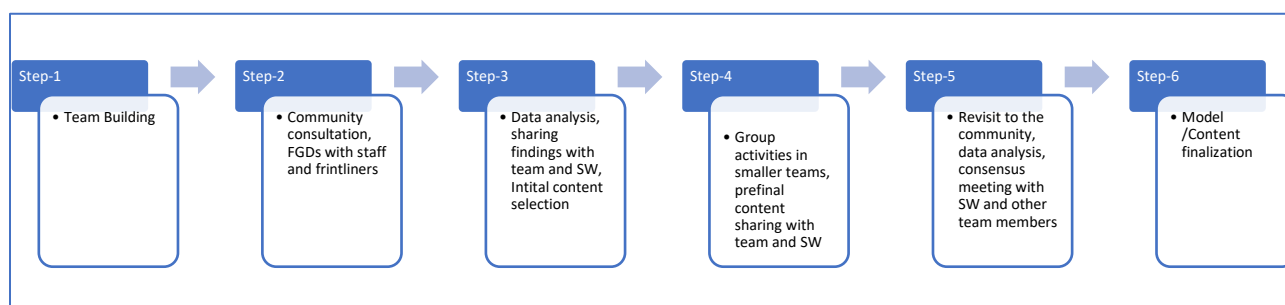 Step-1
• Team Building
Step-2
• Community
consultation,
FGDs with staff
and frintliners
Step-3
• Data analysis,
sharing
findings with
team and SW,
Intital content
selection
Step-4
• Group
activities in
smaller teams,
prefinal
content
sharing with
team and SW
Step-5
• Revisit to the
community,
data analysis,
consensus
meeting with
SW and other
team members
Step-6
• Model
/Content
finalization